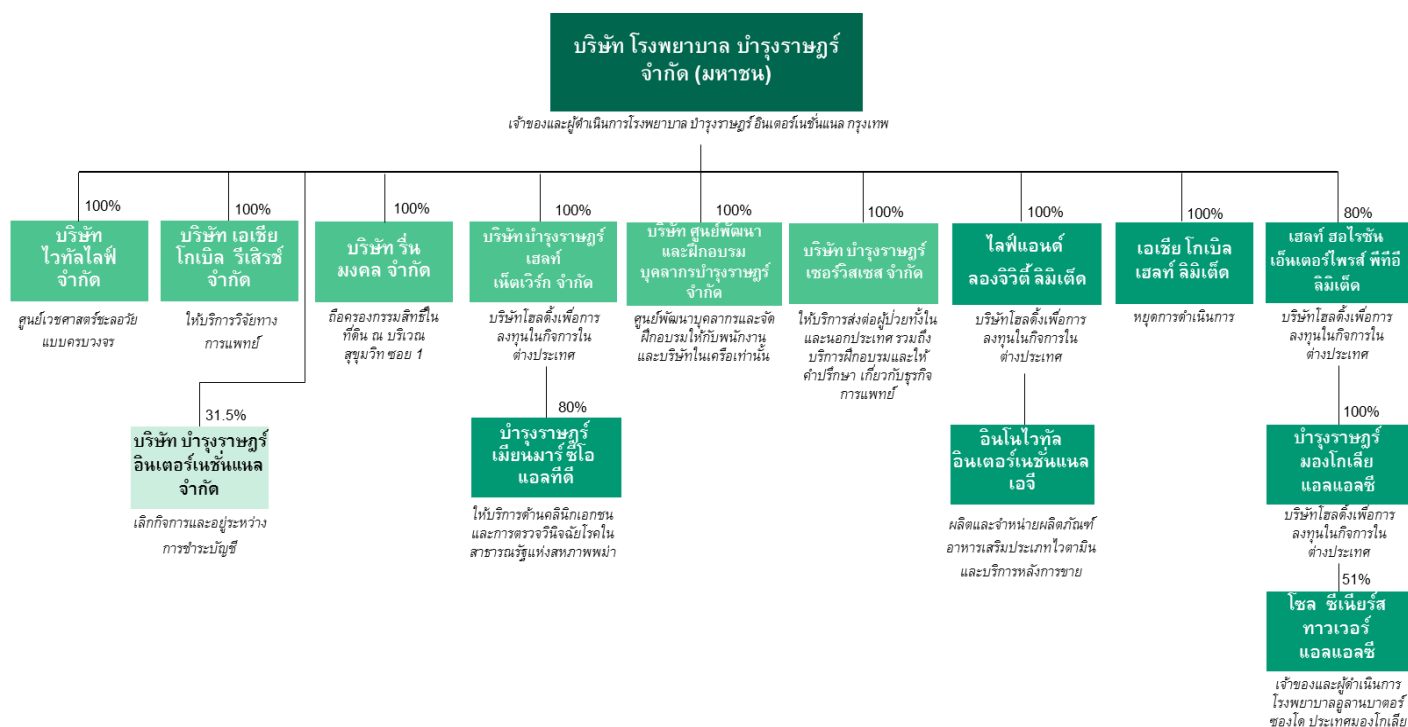 บริษัท โรงพยาบาล บำรุงราษฎร์
จำกัด (มหาชน)
เจ้าของและผู้ดำเนินการโรงพยาบาล บำรุงราษฎร์ อินเตอร์เนชั่นแนล กรุงเทพ
100%
บริษัท
ไวทัลไลฟ์
จำกัด
ศูนย์เวชศาสตร์ชะลอวัย
แบบครบวงจร
100%
บริษัท เอเชีย
โกเบิล รีเสิรช์
จำกัด
ให้บริการวิจัยทาง
การแพทย์
100%
บริษัท รื่น
มงคล จำกัด
ถือครองกรรมสิทธิ์ใน
ที่ดิน ณ บริเวณ
สุขุมวิท ซอย 1
100%
บริษัท บำรุงราษฎร์
เฮลท์
เน็ตเวิร์ก จำกัด
บริษัทโฮลดิ้งเพื่อการ
ลงทุนในกิจการใน
ต่างประเทศ
100%
บริษัท ศูนย์พัฒนา
และฝึกอบรม
บุคลากรบำรุงราษฎร์
จำกัด
ศูนย์พัฒนาบุคลากรและจัด
ฝึกอบรมให้กับพนักงาน
และบริษัทในเครือเท่านั้น
100%
บริษัท บำรุงราษฎร์
เซอร์วิสเซส จำกัด
ให้บริการส่งต่อผู้ป่วยทั้งใน
และนอกประเทศ รวมถึง
บริการฝึกอบรมและให้
คำปรึกษา เกี่ยวกับธุรกิจ
การแพทย์
100%
ไลฟ์แอนด์
ลองจิวิตี้ ลิมิเต็ด
บริษัทโฮลดิ้งเพื่อการ
ลงทุนในกิจการใน
ต่างประเทศ
100%
เอเชีย โกเบิล
เฮลท์ ลิมิเต็ด
หยุดการดำเนินการ
80%
เฮลท์ ฮอไรซัน
เอ็นเตอร์ไพรส์ พีทีอี
ลิมิเต็ด
บริษัทโฮลดิ้งเพื่อการ
ลงทุนในกิจการใน
ต่างประเทศ
31.5%
บริษัท บำรุงราษฎร์
อินเตอร์เนชั่นแนล
จำกัด
เลิกกิจการและอยู่ระหว่าง
การชำระบัญชี
80%
บำรุงราษฎร์
เมียนมาร์ ซีโอ
แอลทีดี
ให้บริการด้านคลินิกเอกชน
และการตรวจวินิจฉัยโรคใน
สาธารณรัฐแห่งสหภาพพม่า
อินโนไวทัล
อินเตอร์เนชั่นแนล
เอจี
ผลิตและจำหน่ายผลิตภัณฑ์
อาหารเสริมประเภทไวตามิน
และบริการหลังการขาย
100%
บำรุงราษฎร์
มองโกเลีย
แอลแอลซี
บริษัทโฮลดิ้งเพื่อการ
ลงทุนในกิจการใน
ต่างประเทศ
51%
โซล ซีเนียร์ส
ทาวเวอร์
แอลแอลซี
เจ้าของและผู้ดำเนินการ
โรงพยาบาลอูลานบาตอร์
ซองโด ประเทศมองโกเลีย